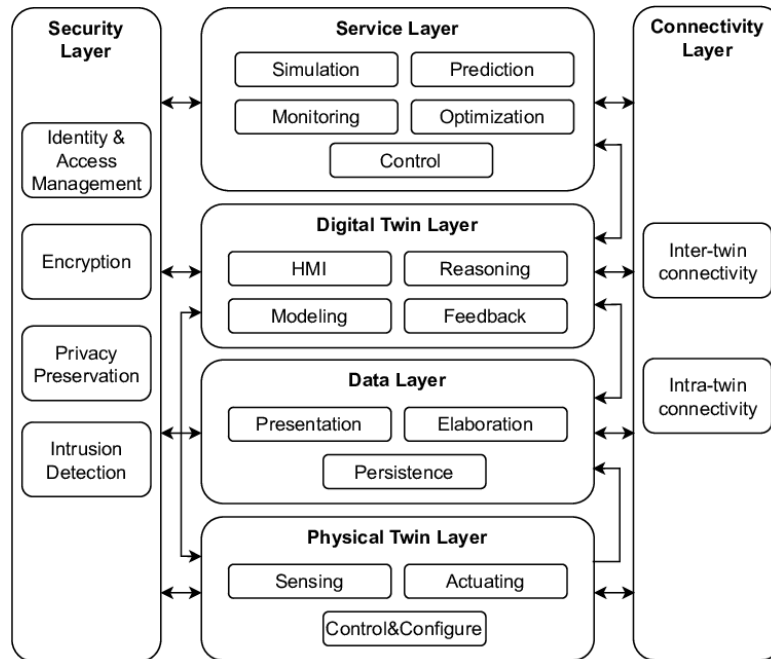 Security
Layer
Identity &
Access
Management
Encryption
Privacy
Preservation
Intrusion
Detection
Service Layer
Simulation
Prediction
Monitoring
Optimization
Control
Digital Twin Layer
HMI
Reasoning
Modeling
Feedback
Data Layer
Presentation
Elaboration
Persistence
Physical Twin Layer
Sensing
Actuating
Control&Configure
Connectivity
Layer
Inter-twin
connectivity
Intra-twin
connectivity